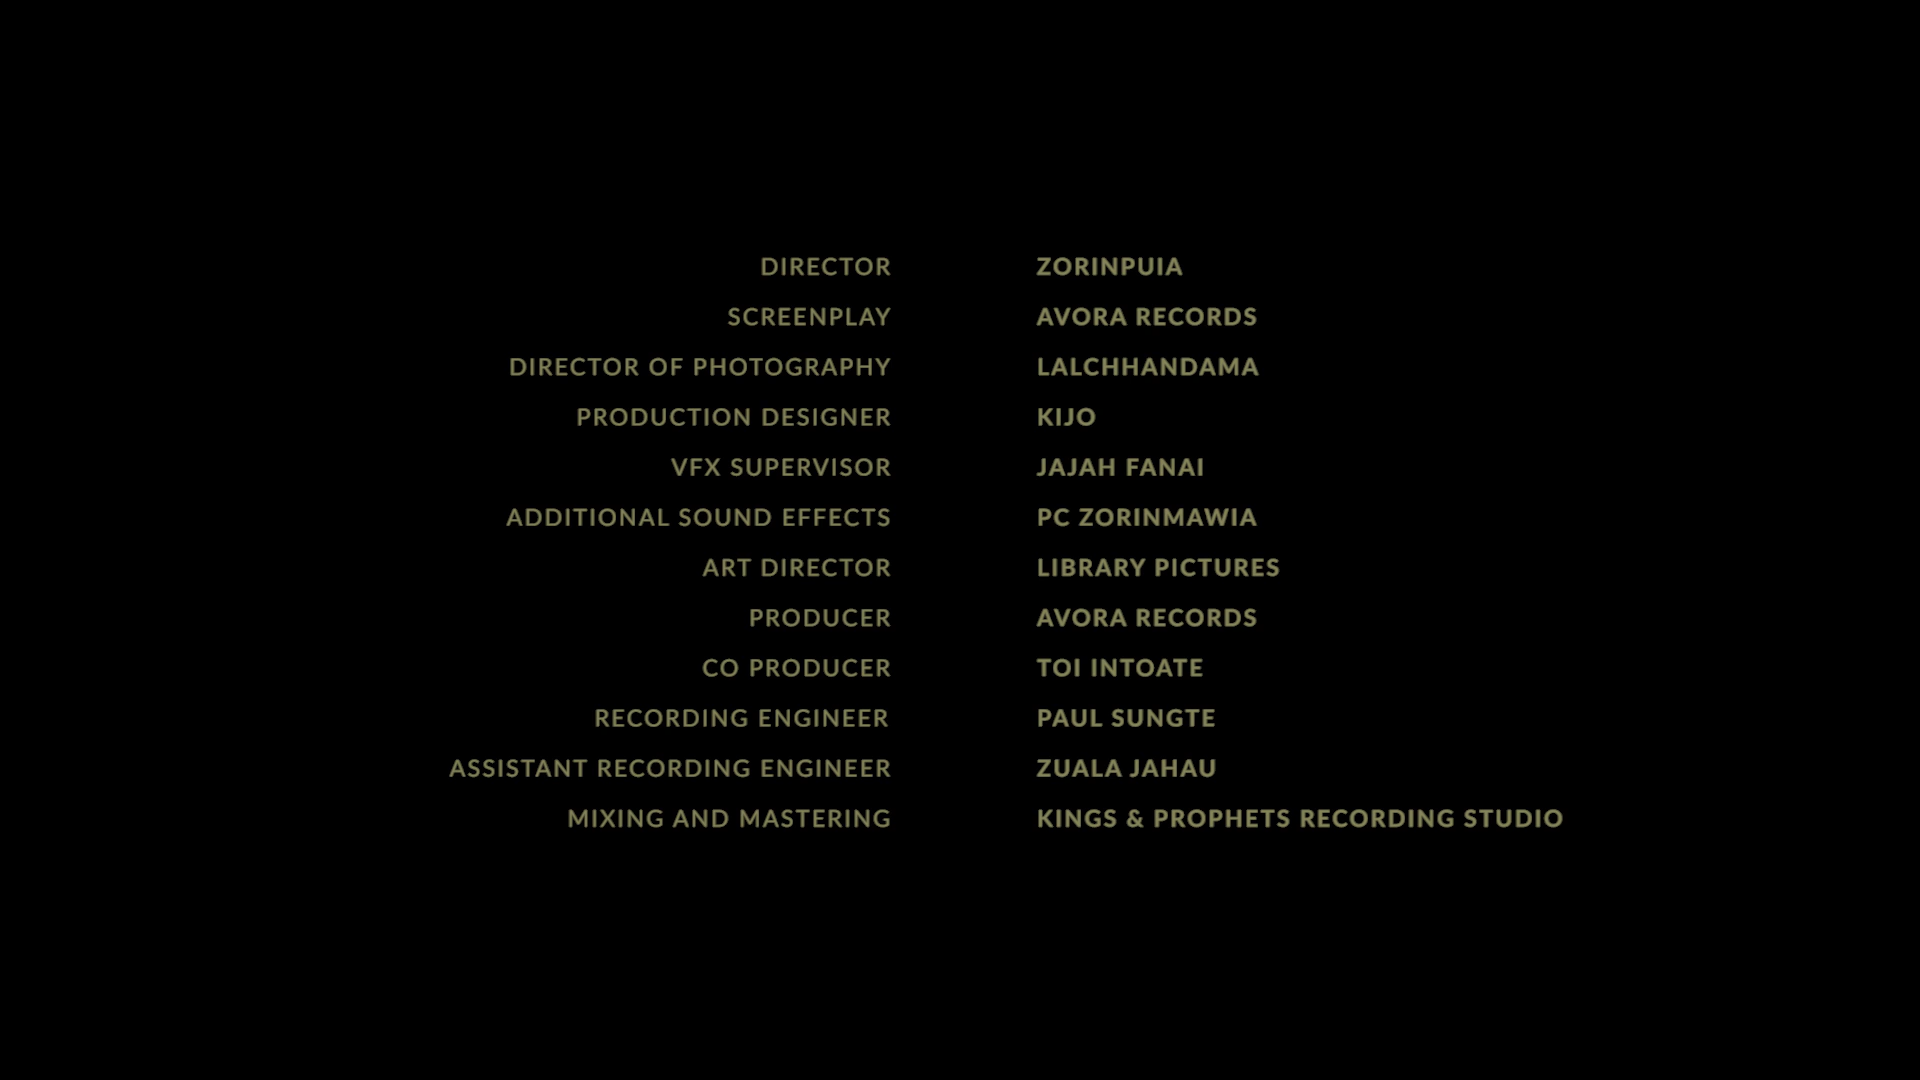 DIRECTOR ZORINPUIA
SCREENPLAY AVORA RECORDS
DIRECTOR OF PHOTOGRAPHY LALCHHANDAMA
PRODUCTION DESIGNER KIJO
VFX SUPERVISOR JAJAH FANAI
ADDITIONAL SOUND EFFECTS PC ZORINMAWIA
ART DIRECTOR LIBRARY PICTURES
PRODUCER AVORA RECORDS
CO PRODUCER TOI INTOATE
RECORDING ENGINEER PAUL SUNGTE
ASSISTANT RECORDING ENGINEER ZUALA JAHAU
MIXING AND MASTERING KINGS & PROPHETS RECORDING STUDIO